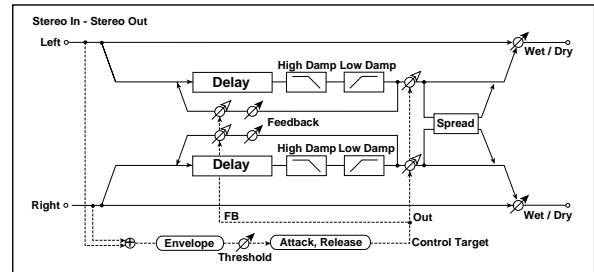 Stereo In - Stereo Out
Left
Wet / Dry
High Damp Low Damp
Delay
Feedback
Spread
High Damp Low Damp
Delay
Right
Wet / Dry
FB
Out
Envelope
Threshold
Attack, Release
Control Target